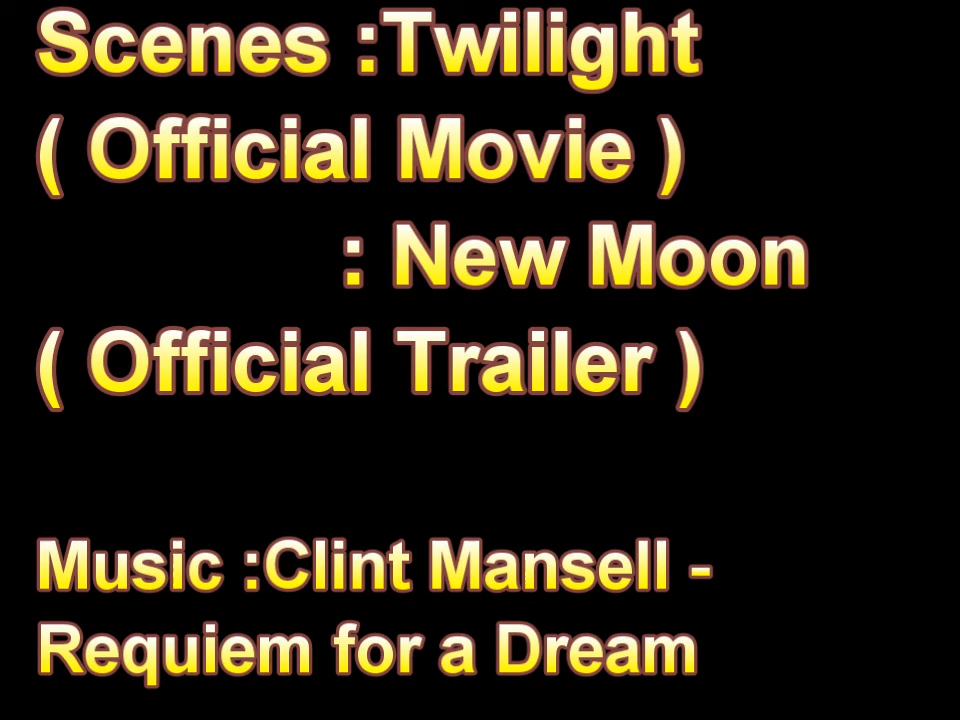 Scenes :Twilight
( Official Movie )
: New Moon
( Official Trailer )
Music :Clint Mansell -
Requiem for a Dream